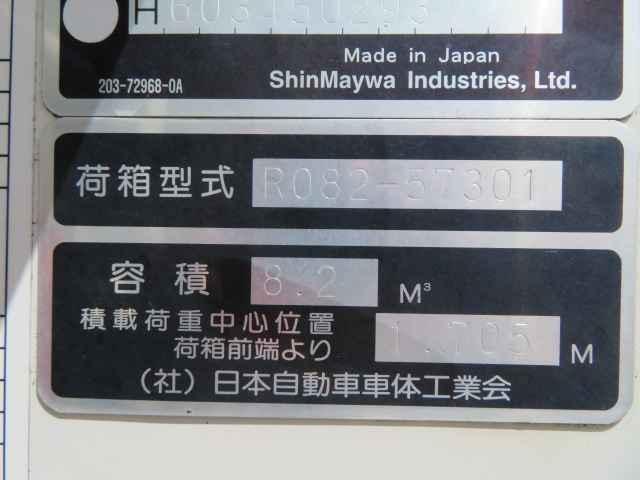 H603450293
Made in Japan
203-72968-0A ShinMaywa Industries, Ltd.
荷箱型式 R082-57301
容積 8.2 M³
積載荷重中心位置
荷箱前端より 1.705 M
（社）日本自動車車体工業会